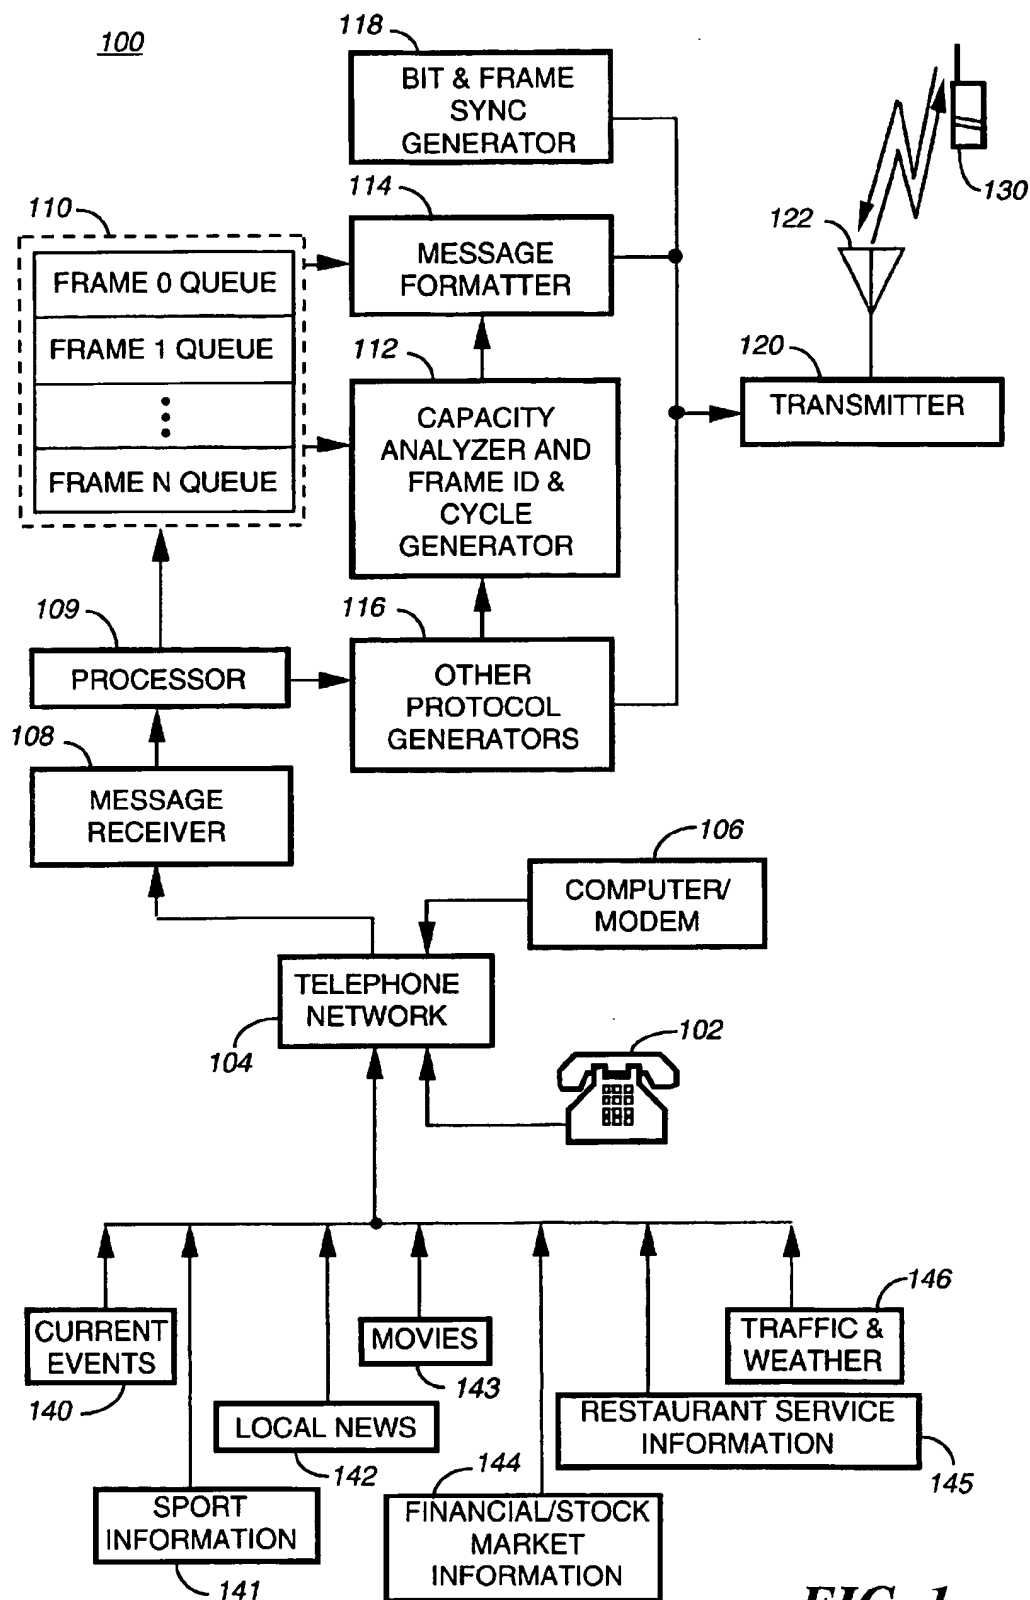 100
118
BIT & FRAME
SYNC
GENERATOR
130
114
110
122
MESSAGE
FORMATTER
FRAME 0 QUEUE
FRAME 1 QUEUE
FRAME N QUEUE
112
120
CAPACITY
ANALYZER AND
FRAME ID &
CYCLE
GENERATOR
TRANSMITTER
109
116
PROCESSOR
OTHER
PROTOCOL
GENERATORS
108
MESSAGE
RECEIVER
106
COMPUTER/
MODEM
TELEPHONE
NETWORK
104
102
146
CURRENT
EVENTS
140
MOVIES
143
TRAFFIC &
WEATHER
LOCAL NEWS
142
RESTAURANT SERVICE
INFORMATION
145
144
SPORT
INFORMATION
141
FINANCIAL/STOCK
MARKET
INFORMATION
FIG. 1